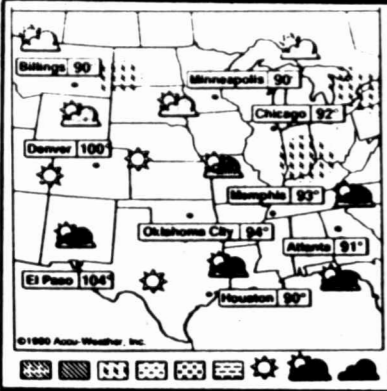 Billings 90°
Minneapolis 90°
Chicago 92°
Denver 100°
Memphis 93°
Oklahoma City 94°
Atlanta 91°
El Paso 104°
Houston 90°
©1980 Accu-Weather, Inc.